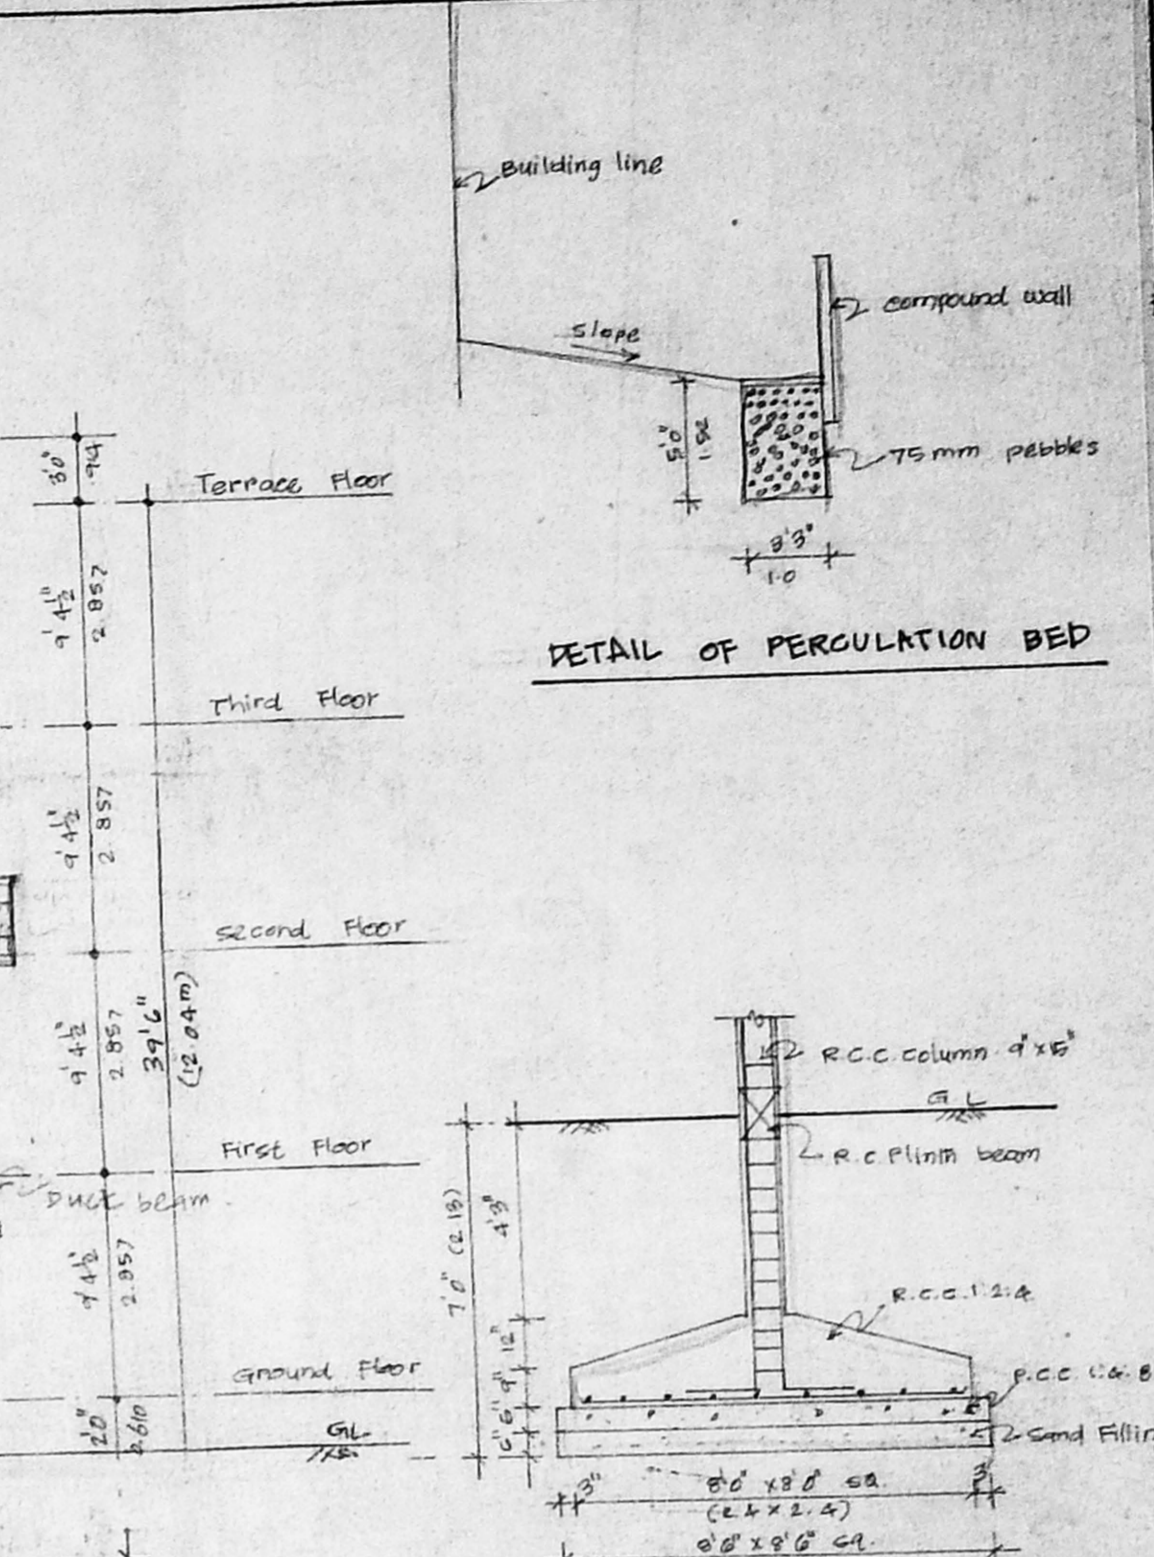 Building line
compound wall
slope
5'0"
1.52
75mm pebbles
3'3"
1.0
DETAIL OF PERCULATION BED
3'0"
.914
Terrace Floor
9'4½"
2.857
Third Floor
9'4½"
2.857
Second Floor
9'4½"
2.857
39'6"
(12.04m)
First Floor
Duck beam
9'4½"
2.857
Ground Floor
2'0"
0.610
GL
R.C.C. column 9"x15"
G.L
R.C Plinth beam
7'0" (2.13)
4'3"
R.C.C. 1:2:4
12"
9"
6"
6"
P.C.C. 1:4:8
Sand Fillin
3"
8'0" x 8'0" SQ.
3"
(2.4 x 2.4)
8'6" x 8'6" SQ.